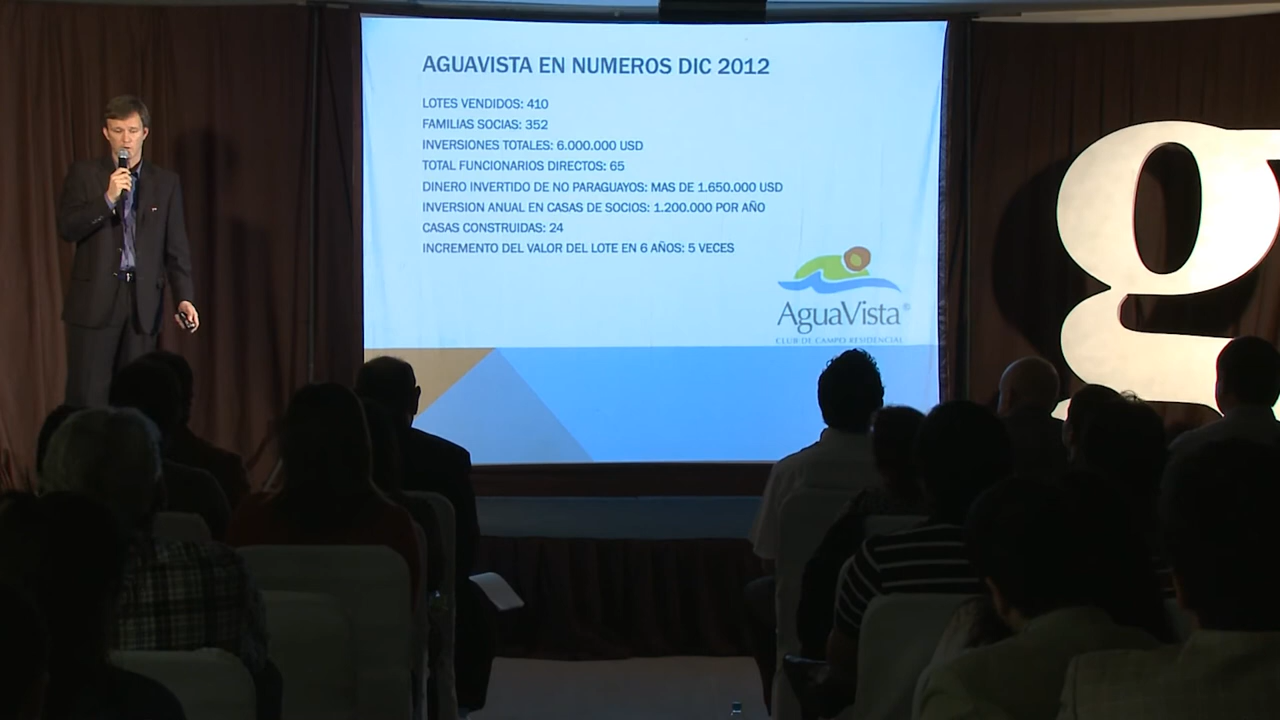 AGUAVISTA EN NUMEROS DIC 2012
LOTES VENDIDOS: 410
FAMILIAS SOCIAS: 352
INVERSIONES TOTALES: 6.000.000 USD
TOTAL FUNCIONARIOS DIRECTOS: 65
DINERO INVERTIDO DE NO PARAGUAYOS: MAS DE 1.650.000 USD
INVERSION ANUAL EN CASAS DE SOCIOS: 1.200.000 POR AÑO
CASAS CONSTRUIDAS: 24
INCREMENTO DEL VALOR DEL LOTE EN 6 AÑOS: 5 VECES
AguaVista®
CLUB DE CAMPO RESIDENCIAL
g